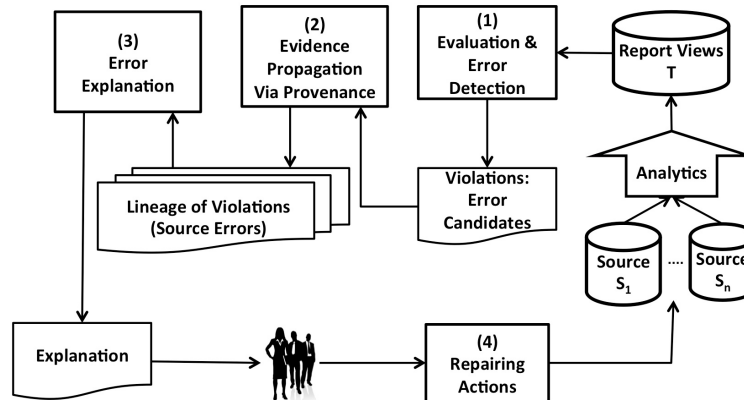 (3)
Error
Explanation
(2)
Evidence
Propagation
Via Provenance
(1)
Evaluation &
Error
Detection
Report Views
T
Analytics
Violations:
Error
Candidates
Lineage of Violations
(Source Errors)
Source
S1
....
Source
Sn
Explanation
(4)
Repairing
Actions